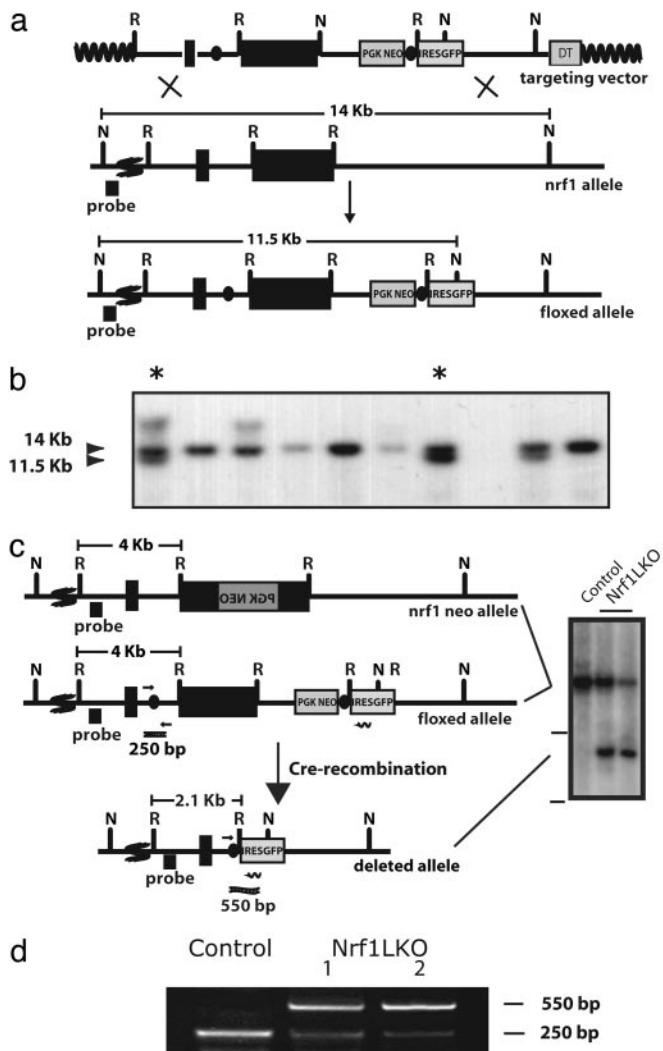 a
R R N R N N
PGK NEO IRESGFP DT
targeting vector
14 Kb
N R R R N
probe
nrf1 allele
11.5 Kb
N R R R N N
PGK NEO IRESGFP
probe
floxed allele
b
* *
14 Kb
11.5 Kb
c
4 Kb
N R R R N
PGK NEO
nrf1 neo allele
probe
Control
Nrf1LKO
4 Kb
N R R R R N R N
PGK NEO IRESGFP
floxed allele
probe
250 bp
Cre-recombination
2.1 Kb
N R R N N
IRESGFP
deleted allele
probe
550 bp
d
Control Nrf1LKO
1 2
550 bp
250 bp